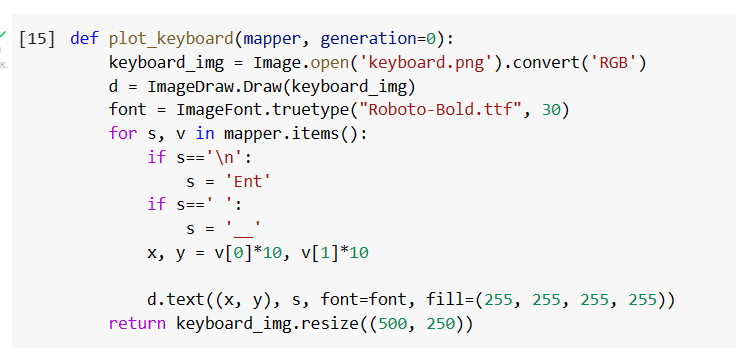 [15] def plot_keyboard(mapper, generation=0):
keyboard_img = Image.open('keyboard.png').convert('RGB')
d = ImageDraw.Draw(keyboard_img)
font = ImageFont.truetype("Roboto-Bold.ttf", 30)
for s, v in mapper.items():
if s=='\n':
s = 'Ent'
if s==' ':
s = '__'
x, y = v[0]*10, v[1]*10
d.text((x, y), s, font=font, fill=(255, 255, 255, 255))
return keyboard_img.resize((500, 250))